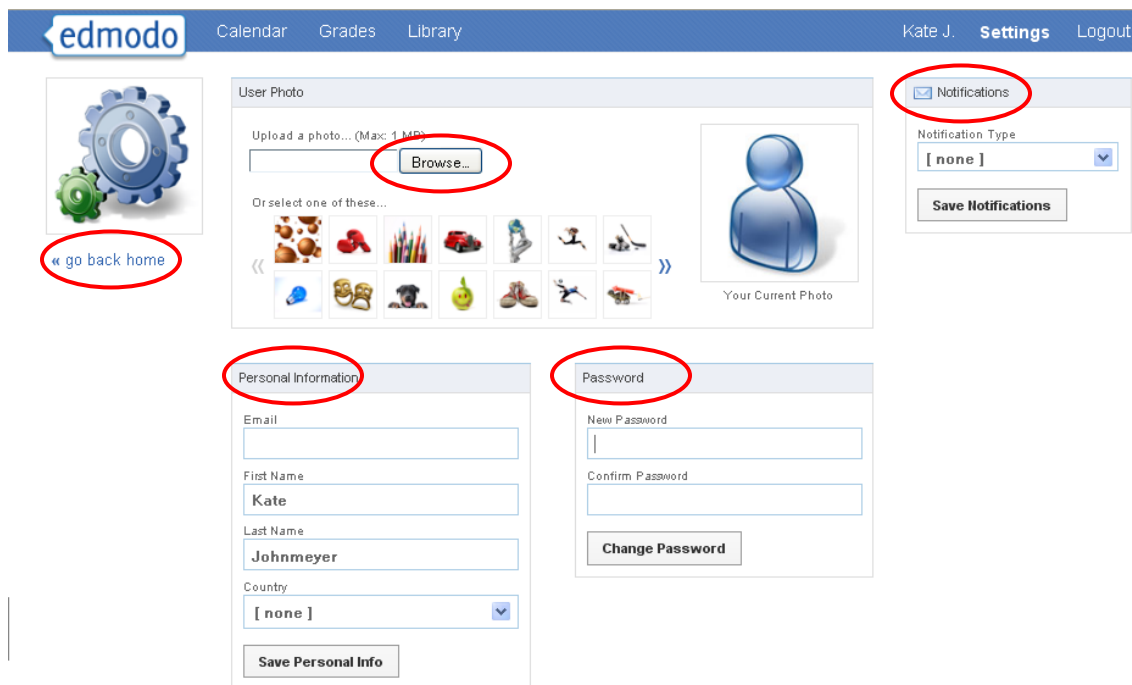 edmodo Calendar Grades Library Kate J. Settings Logout
User Photo
Upload a photo... (Max: 1 MB)
Browse...
Or select one of these...
«
»
Your Current Photo
Notifications
Notification Type
[ none ]
Save Notifications
« go back home
Personal Information
Email
First Name
Kate
Last Name
Johnmeyer
Country
[ none ]
Save Personal Info
Password
New Password
Confirm Password
Change Password